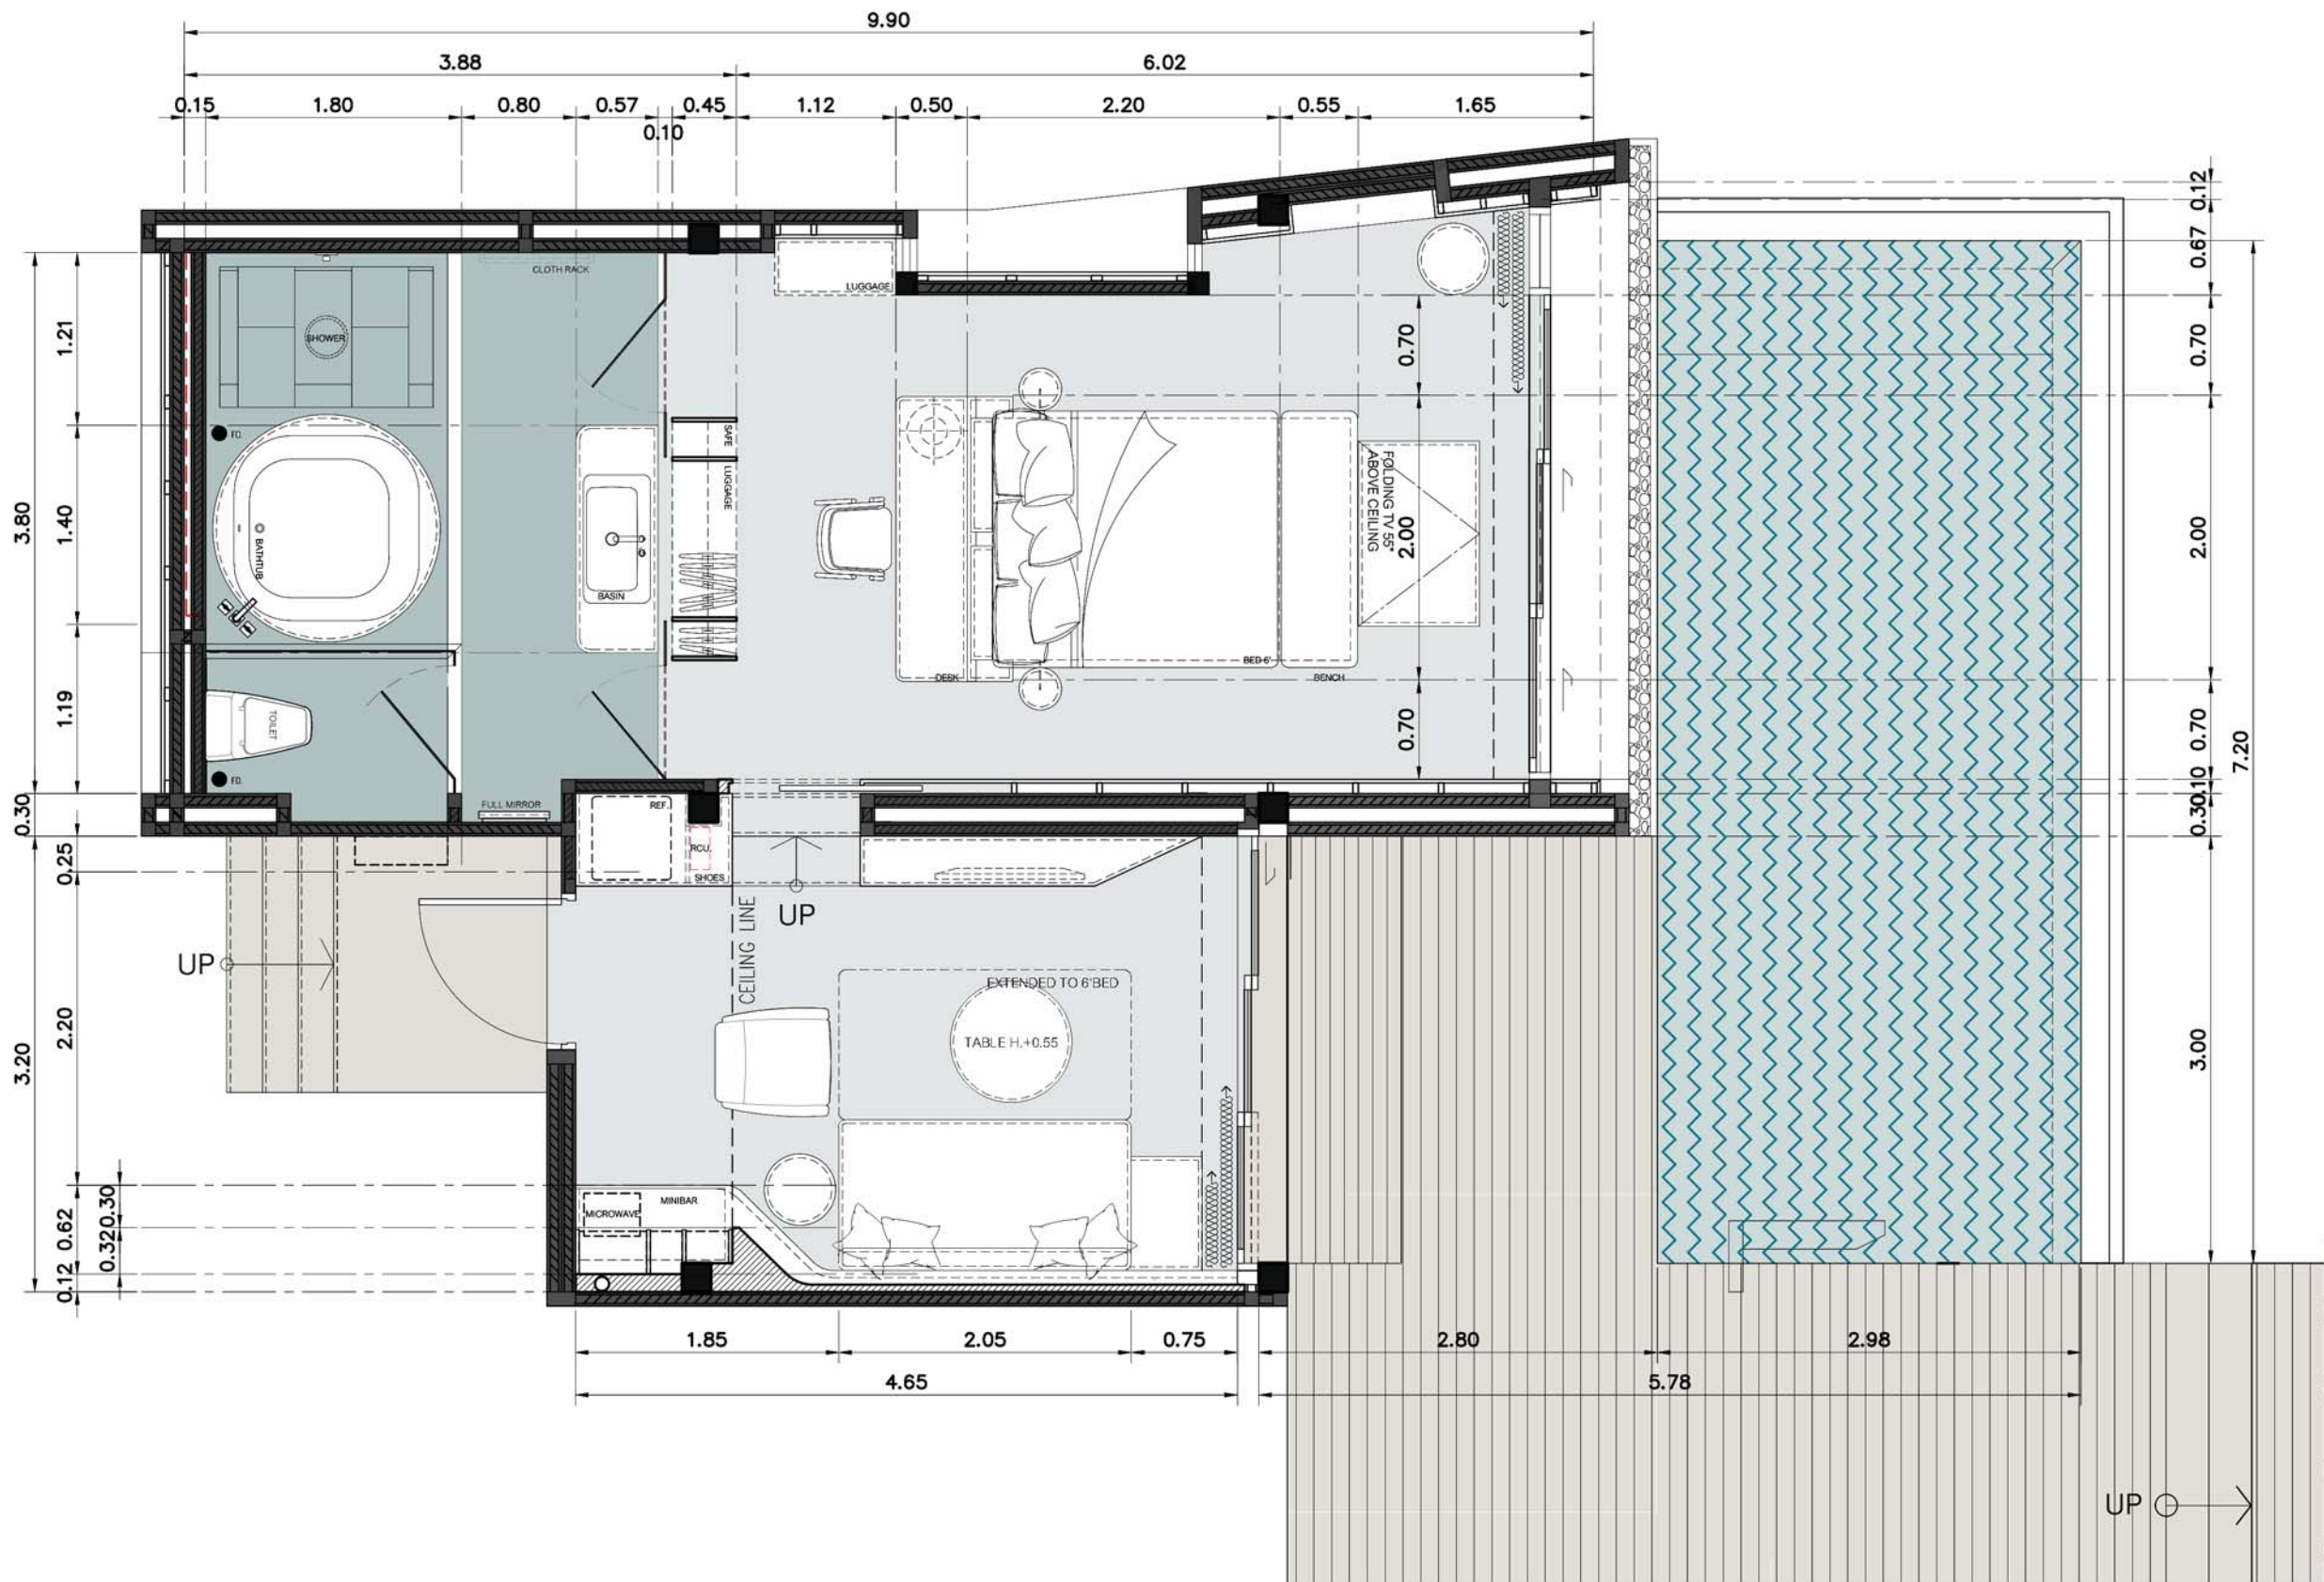 9.90
3.88
6.02
0.15
1.80
0.80
0.57
0.10
0.45
1.12
0.50
2.20
0.55
1.65
0.12
0.67
0.70
2.00
0.70
0.10
0.30
3.00
7.20
3.80
1.21
1.40
1.19
0.30
0.25
2.20
3.20
0.62
0.30
0.32
0.12
CLOTH RACK
SHOWER
FD.
BATHTUB
BASIN
TOILET
FD.
FULL MIRROR
LUGGAGE
SAFE
LUGGAGE
DESK
BED 6'
BENCH
FOLDING TV 55"
ABOVE CEILING
0.70
2.00
0.70
REF.
RCU.
SHOES
UP
UP
CEILING LINE
EXTENDED TO 6'BED
TABLE H.+0.55
MICROWAVE
MINIBAR
1.85
2.05
0.75
4.65
2.80
2.98
5.78
UP